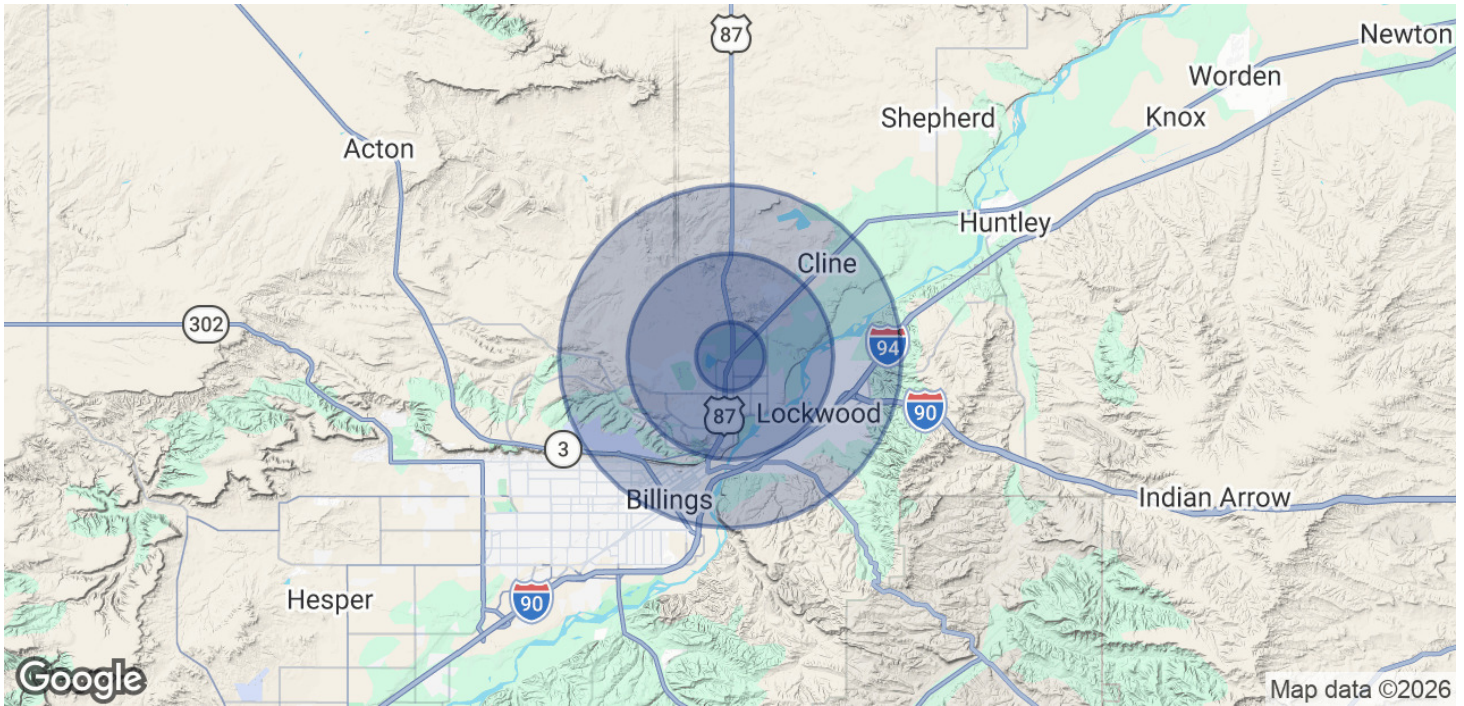 87
Newton
Worden
Shepherd
Knox
Acton
Huntley
Cline
302
94
87
Lockwood
90
3
Billings
Indian Arrow
Hesper
90
Google
Map data ©2026